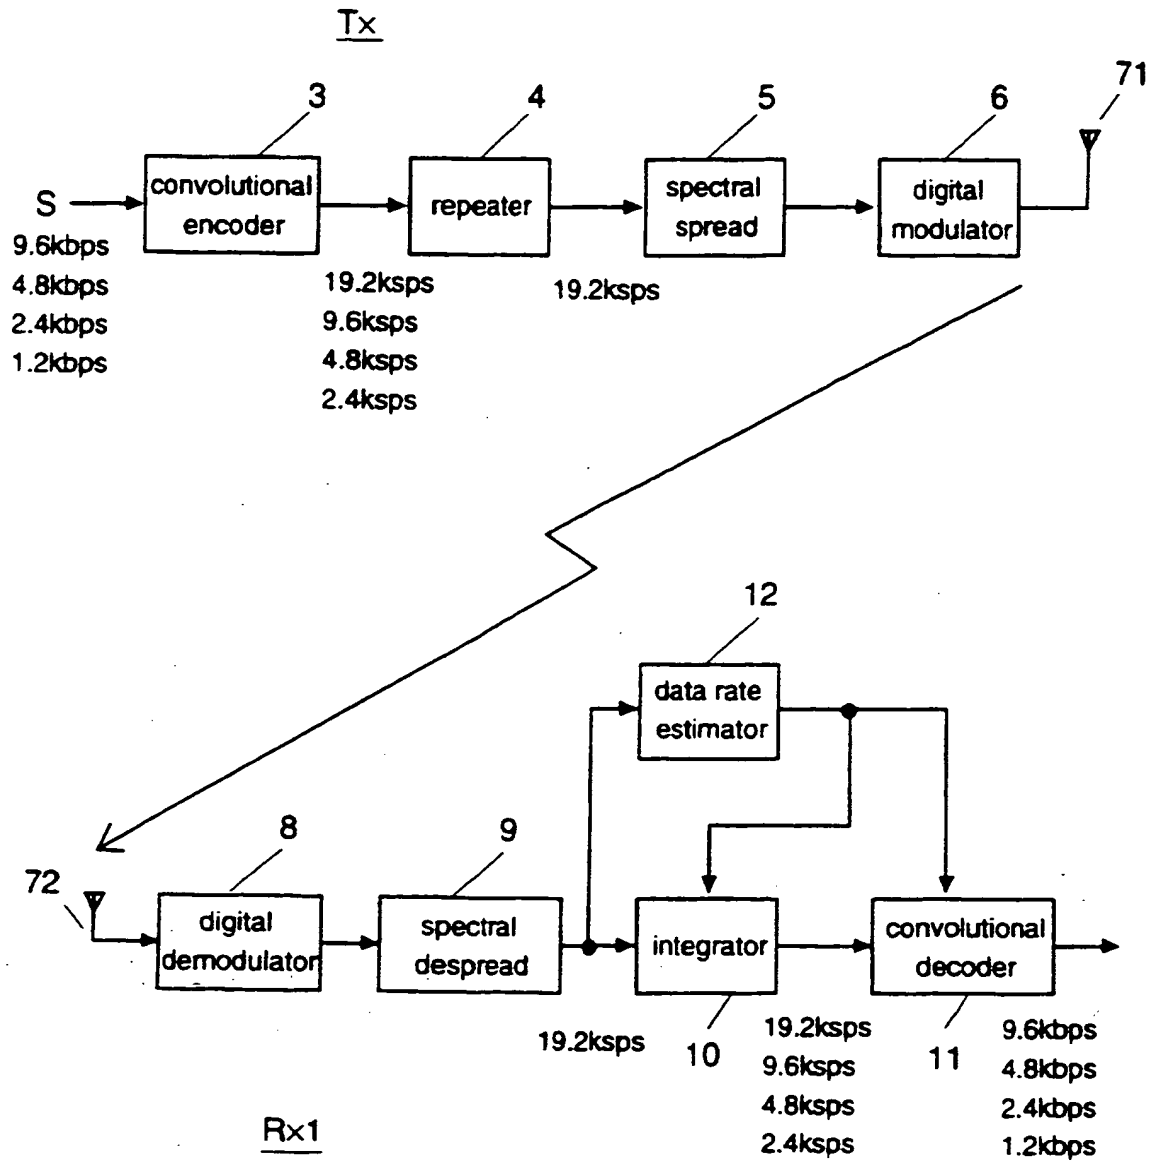 Tx
3
4
5
6
71
S
convolutional
encoder
repeater
spectral
spread
digital
modulator
9.6kbps
4.8kbps
2.4kbps
1.2kbps
19.2ksps
9.6ksps
4.8ksps
2.4ksps
19.2ksps
12
data rate
estimator
72
8
9
digital
demodulator
spectral
despread
integrator
convolutional
decoder
19.2ksps
10
19.2ksps
9.6ksps
4.8ksps
2.4ksps
11
9.6kbps
4.8kbps
2.4kbps
1.2kbps
Rx1